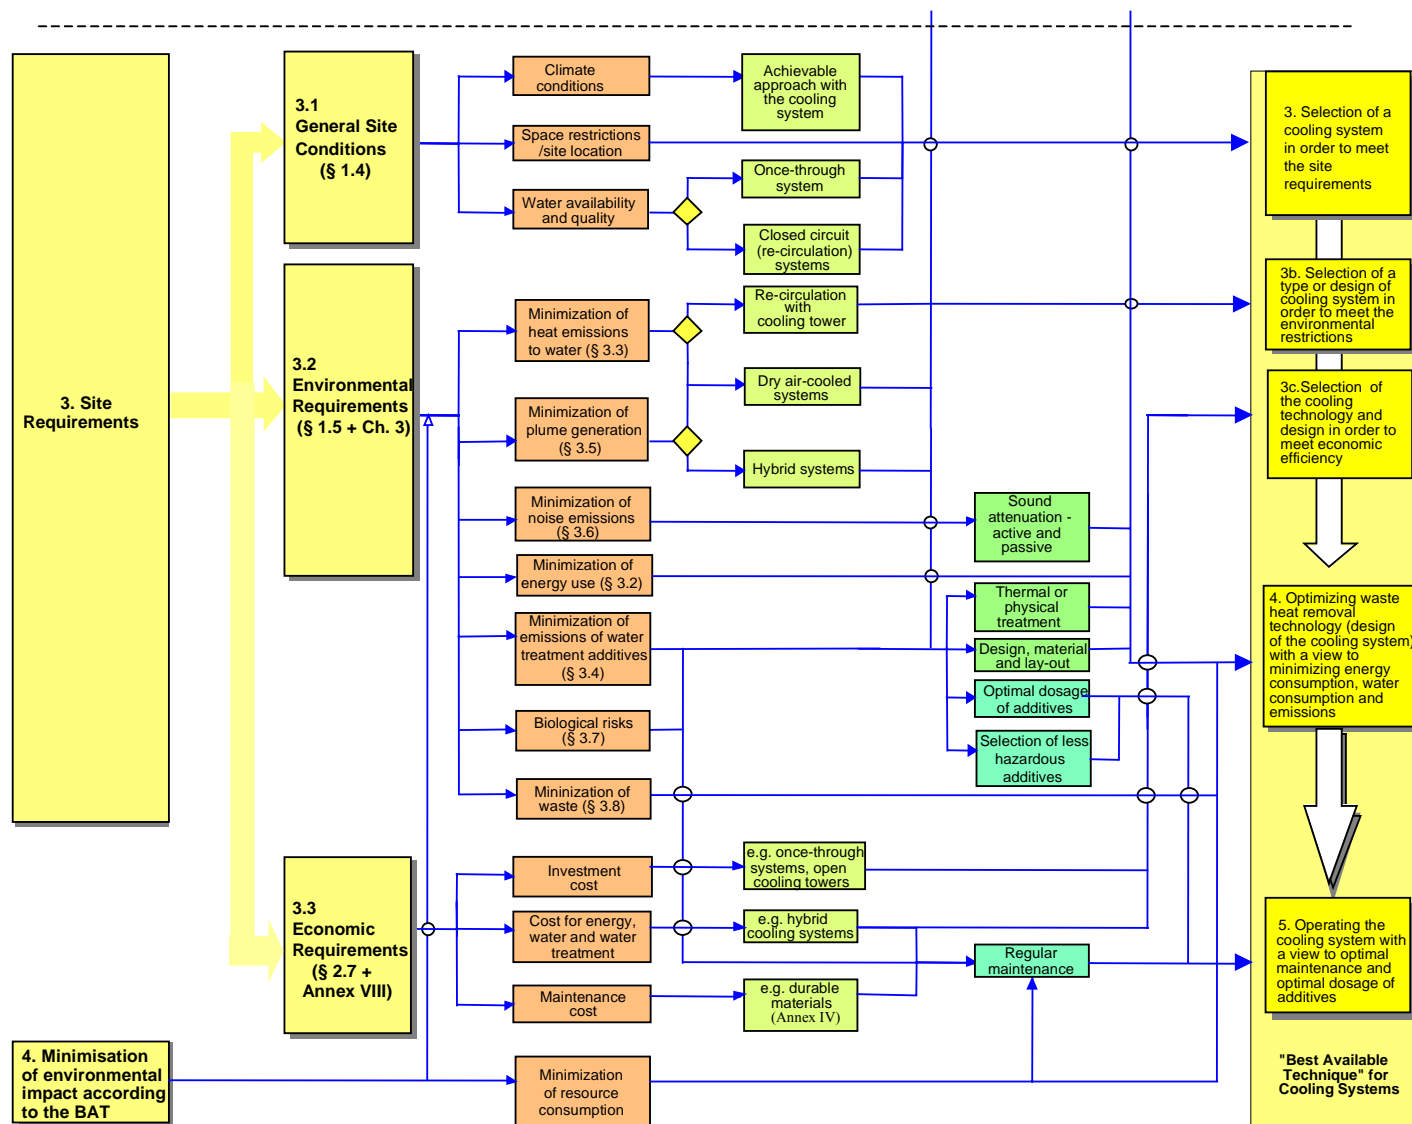 3. Site
Requirements
4. Minimisation
of environmental
impact according
to the BAT
3.1
General Site
Conditions
(§ 1.4)
3.2
Environmental
Requirements
(§ 1.5 + Ch. 3)
3.3
Economic
Requirements
(§ 2.7 +
Annex VIII)
Climate
conditions
Space restrictions
/site location
Water availability
and quality
Minimization of
heat emissions
to water (§ 3.3)
Minimization of
plume generation
(§ 3.5)
Minimization of
noise emissions
(§ 3.6)
Minimization of
energy use (§ 3.2)
Minimization of
emissions of water
treatment additives
(§ 3.4)
Biological risks
(§ 3.7)
Mininization of
waste (§ 3.8)
Investment
cost
Cost for energy,
water and water
treatment
Maintenance
cost
Minimization
of resource
consumption
Achievable
approach with
the cooling
system
Once-through
system
Closed circuit
(re-circulation)
systems
Re-circulation
with
cooling tower
Dry air-cooled
systems
Hybrid systems
e.g. once-through
systems, open
cooling towers
e.g. hybrid
cooling systems
e.g. durable
materials
(Annex IV)
Sound
attenuation -
active and
passive
Thermal or
physical
treatment
Design, material
and lay-out
Optimal dosage
of additives
Selection of less
hazardous
additives
Regular
maintenance
3. Selection of a
cooling system
in order to meet
the site
requirements
3b. Selection of a
type or design of
cooling system in
order to meet the
environmental
restrictions
3c.Selection of
the cooling
technology and
design in order to
meet economic
efficiency
4. Optimizing waste
heat removal
technology (design
of the cooling system)
with a view to
minimizing energy
consumption, water
consumption and
emissions
5. Operating the
cooling system with
a view to optimal
maintenance and
optimal dosage of
additives
"Best Available
Technique" for
Cooling Systems